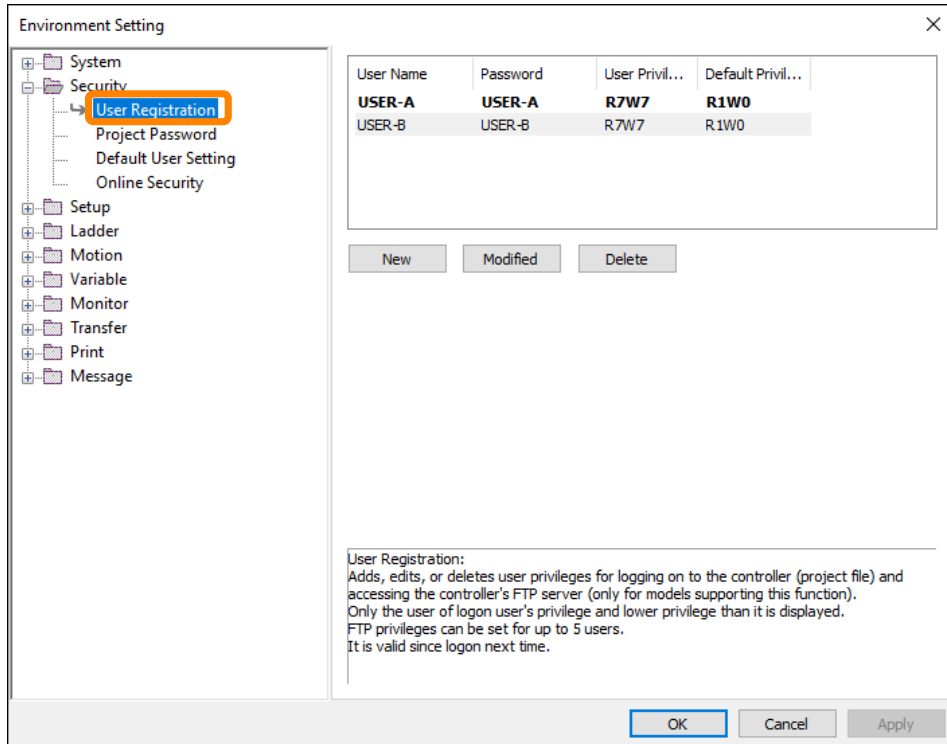 Environment Setting
System
Security
User Registration
Project Password
Default User Setting
Online Security
Setup
Ladder
Motion
Variable
Monitor
Transfer
Print
Message
User Name Password User Privil... Default Privil...
USER-A USER-A R7W7 R1W0
USER-B USER-B R7W7 R1W0
New Modified Delete
User Registration:
Adds, edits, or deletes user privileges for logging on to the controller (project file) and
accessing the controller's FTP server (only for models supporting this function).
Only the user of logon user's privilege and lower privilege than it is displayed.
FTP privileges can be set for up to 5 users.
It is valid since logon next time.
OK Cancel Apply